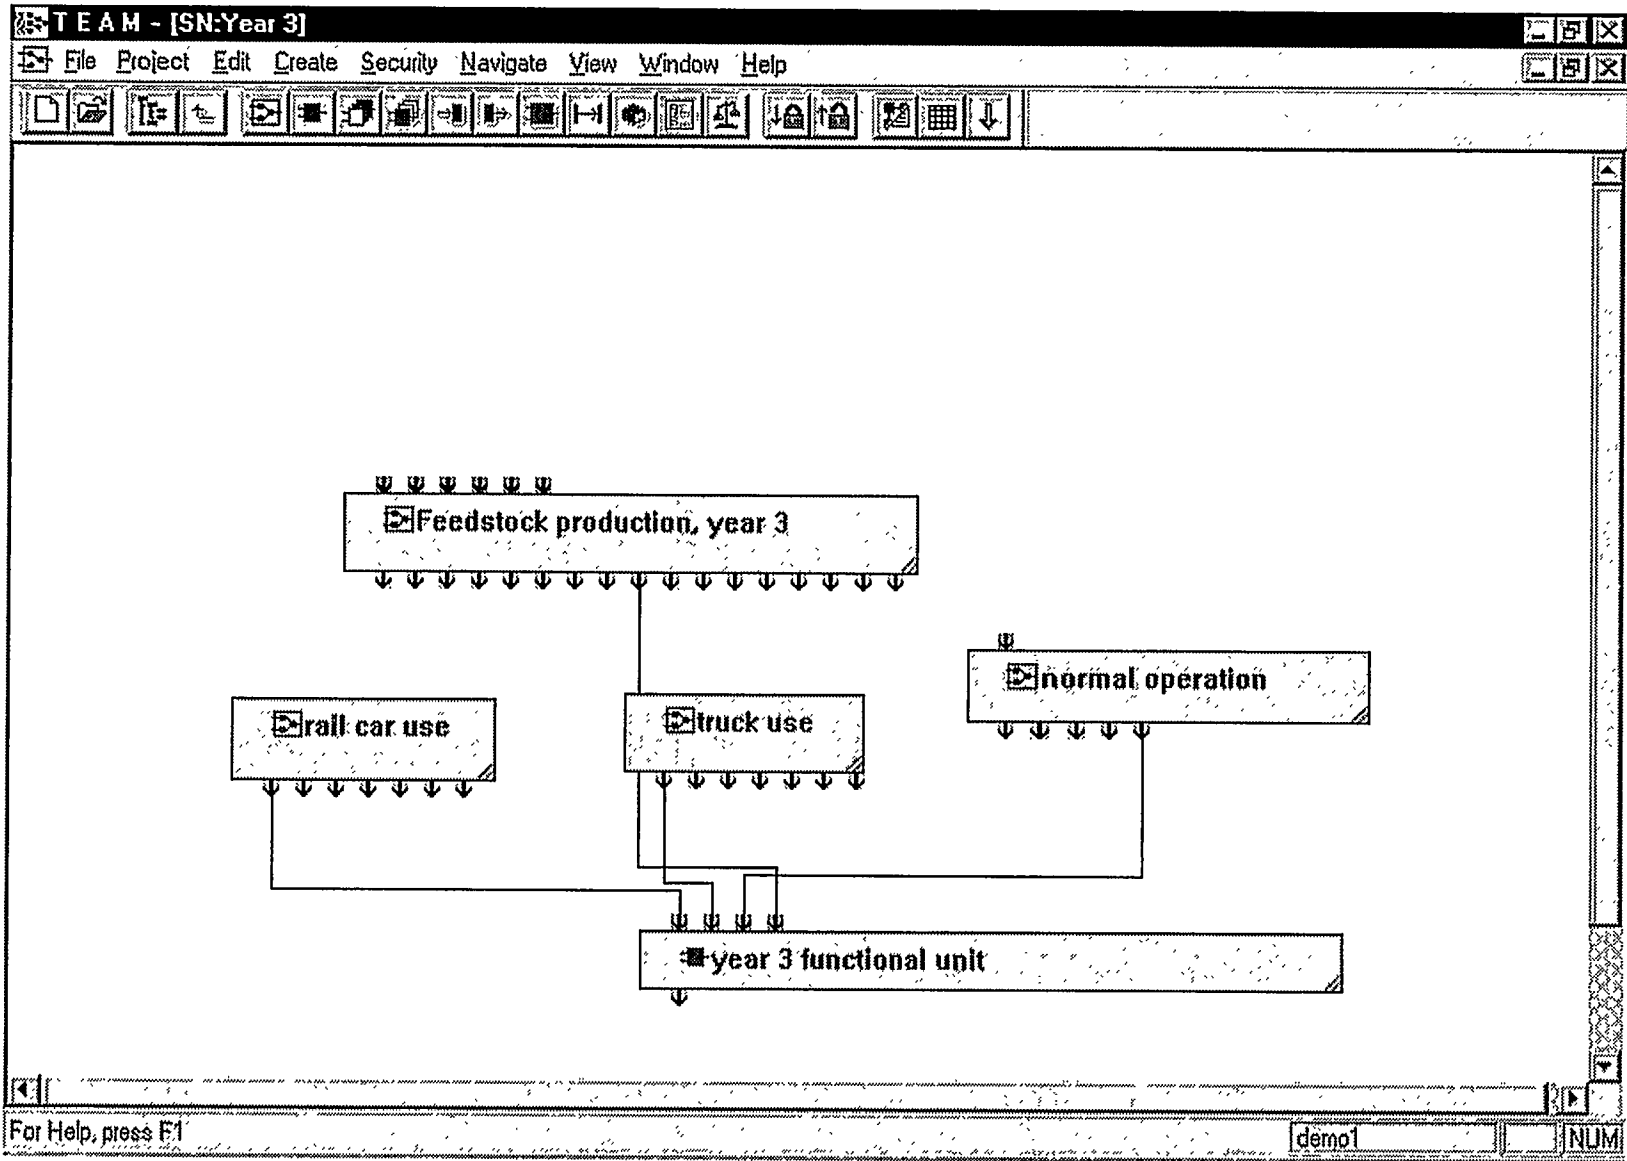 T E A M - [SN:Year 3]
File Project Edit Create Security Navigate View Window Help
Feedstock production, year 3
normal operation
rail car use
truck use
year 3 functional unit
For Help, press F1
demo1
NUM